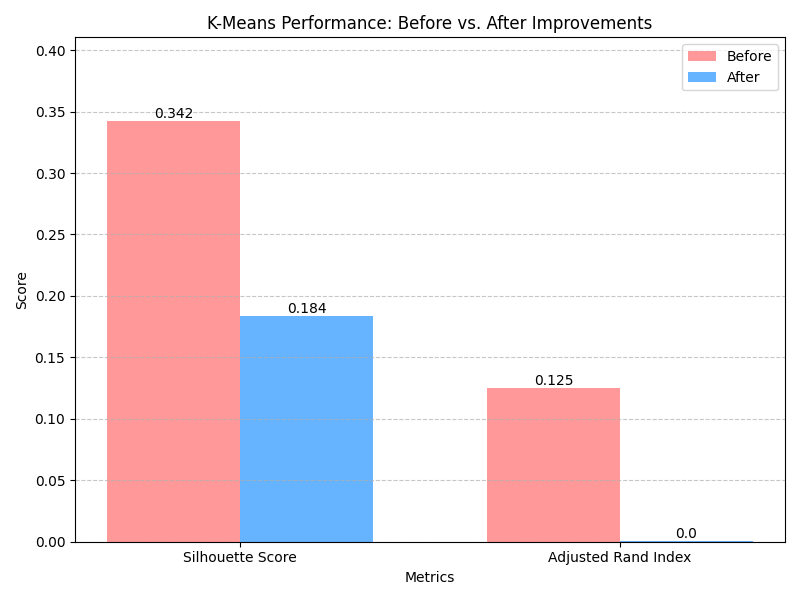 K-Means Performance: Before vs. After Improvements
Before
After
Score
0.40
0.35
0.30
0.25
0.20
0.15
0.10
0.05
0.00
0.342
0.184
0.125
0.0
Silhouette Score
Adjusted Rand Index
Metrics